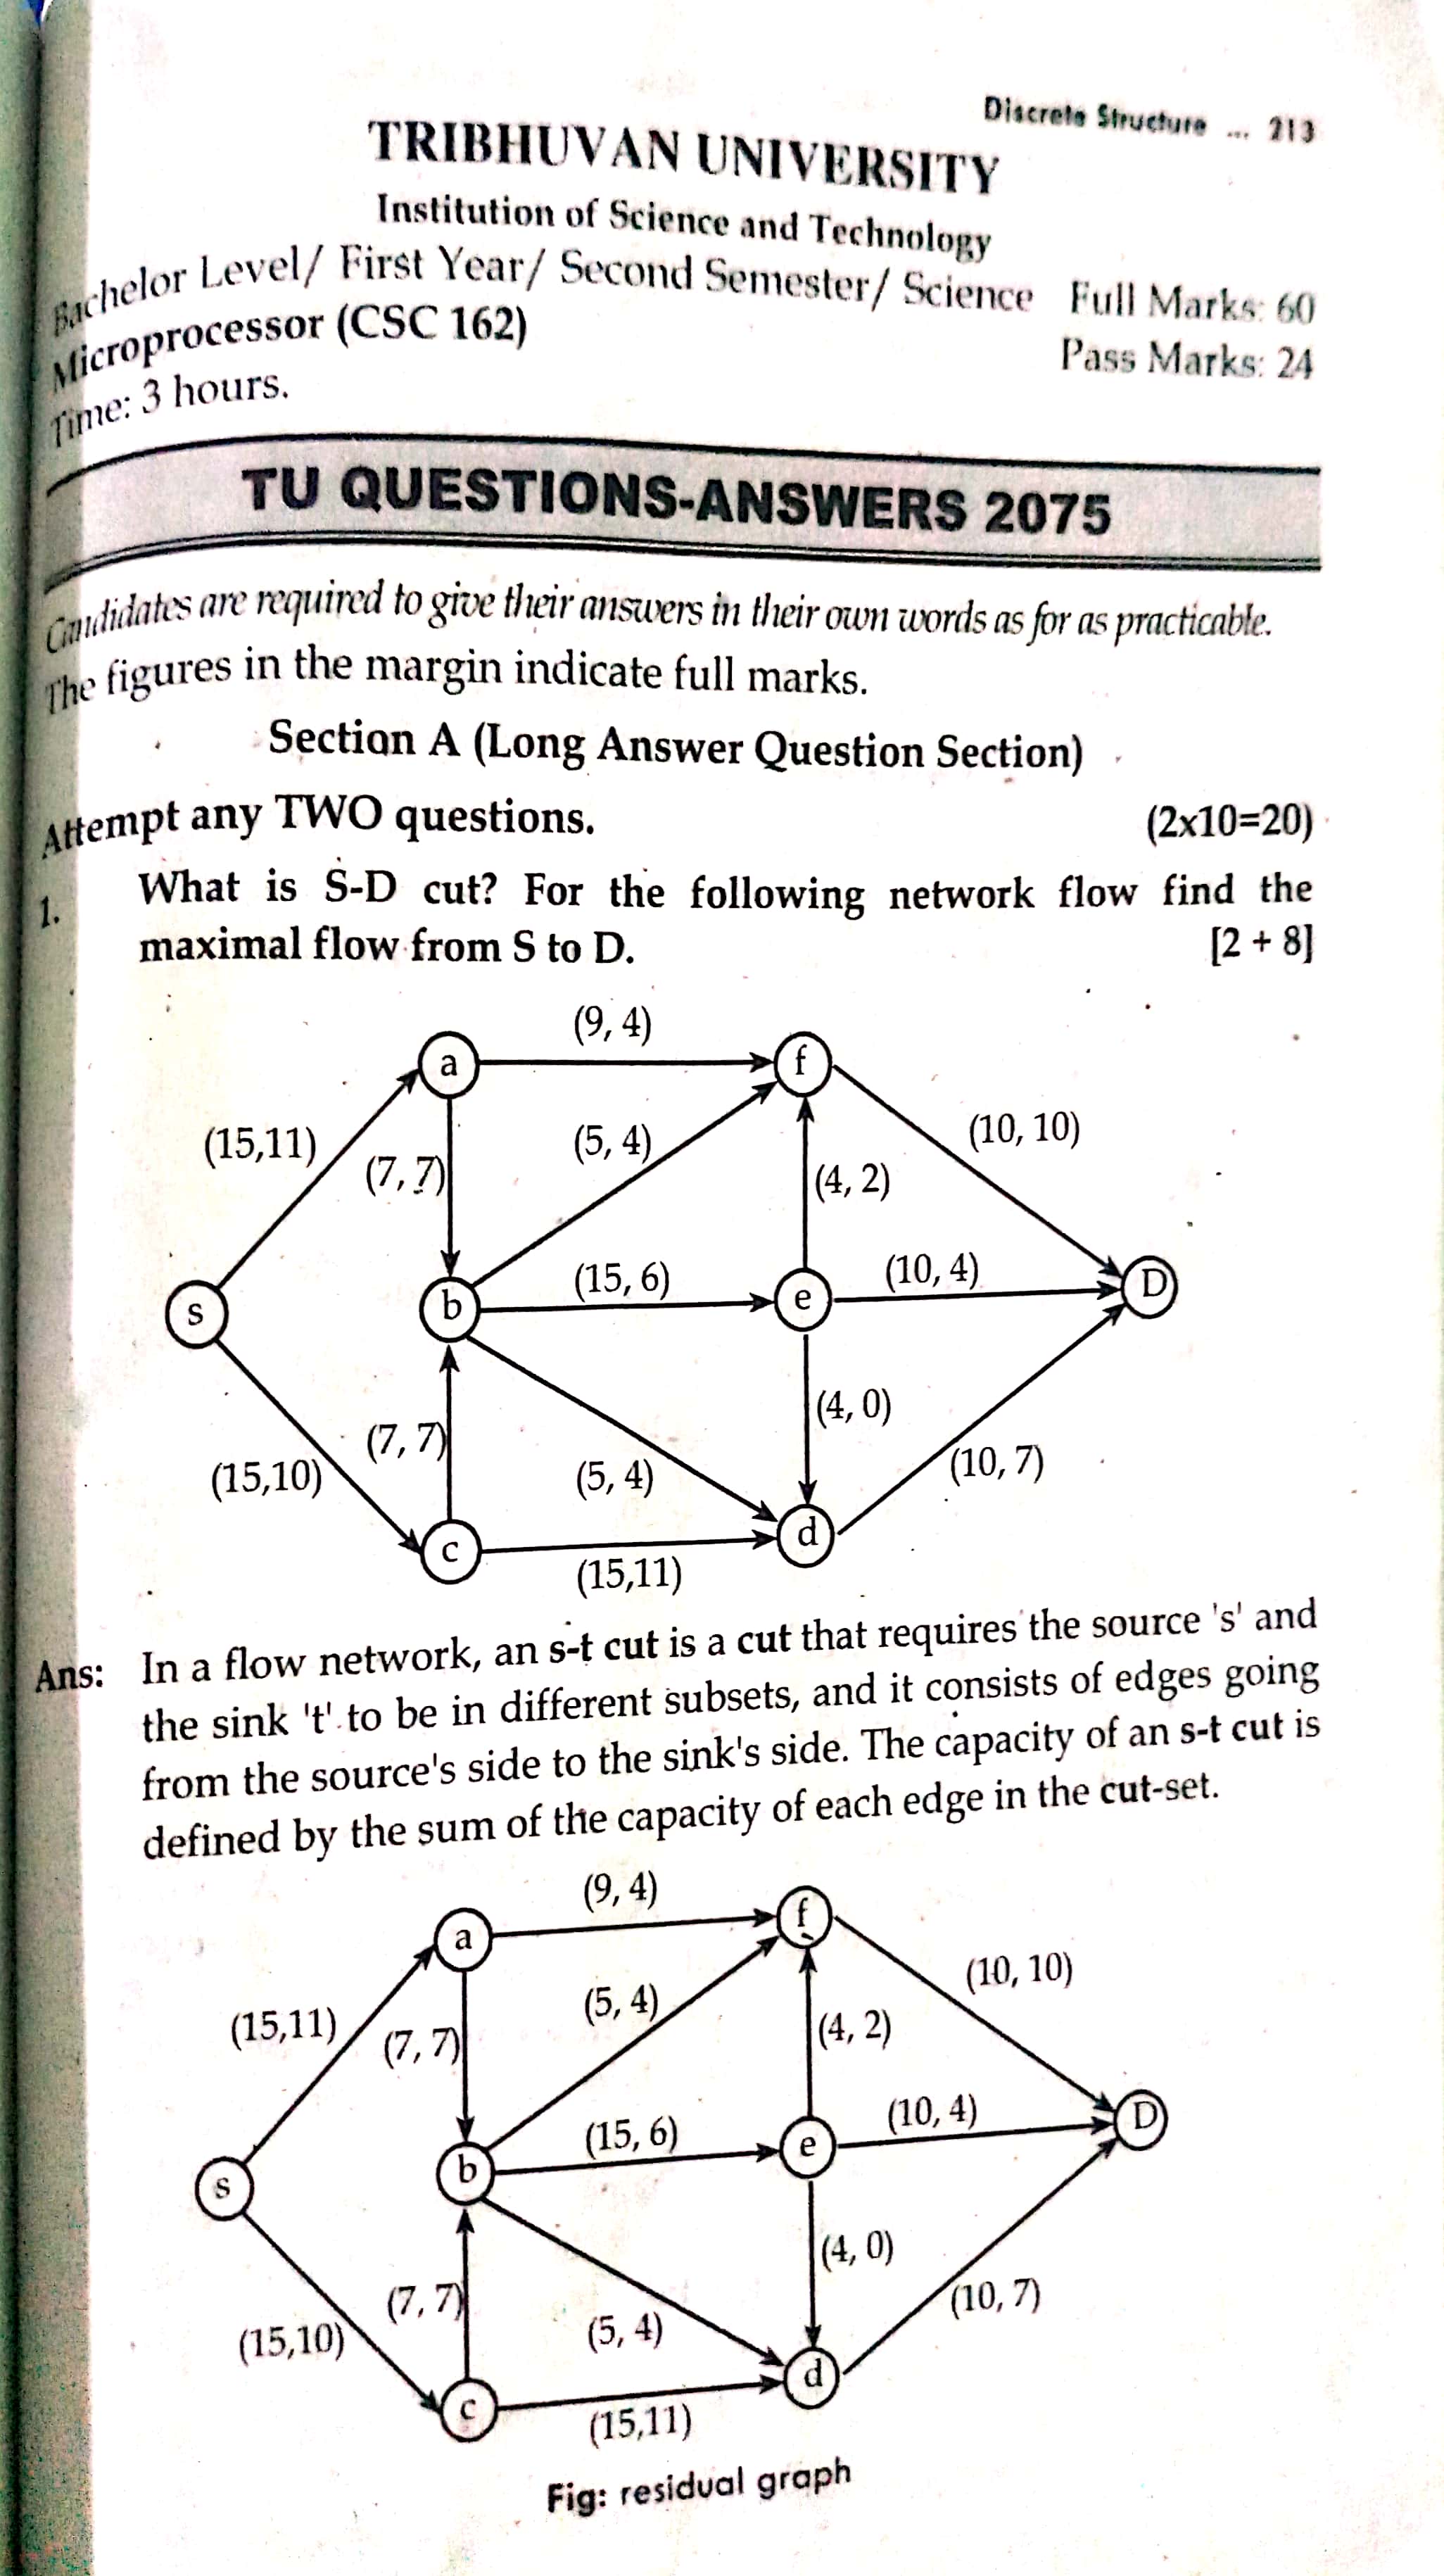 Discrete Structure ... 213
TRIBHUVAN UNIVERSITY
Institution of Science and Technology
Bachelor Level/ First Year/ Second Semester/ Science Full Marks: 60
Microprocessor (CSC 162)
Pass Marks: 24
Time: 3 hours.
TU QUESTIONS-ANSWERS 2075
Candidates are required to give their answers in their own words as for as practicable.
The figures in the margin indicate full marks.
Section A (Long Answer Question Section)
Attempt any TWO questions. (2x10=20)
1. What is S-D cut? For the following network flow find the
maximal flow from S to D. [2 + 8]
(9, 4)
a
f
(15,11)
(7, 7)
(5, 4)
(4, 2)
(10, 10)
s
b
(15, 6)
e
(10, 4)
D
(15,10)
(7, 7)
(5, 4)
(4, 0)
(10, 7)
c
(15,11)
d
Ans: In a flow network, an s-t cut is a cut that requires the source 's' and
the sink 't' to be in different subsets, and it consists of edges going
from the source's side to the sink's side. The capacity of an s-t cut is
defined by the sum of the capacity of each edge in the cut-set.
(9, 4)
a
f
(15,11)
(7, 7)
(5, 4)
(4, 2)
(10, 10)
s
b
(15, 6)
e
(10, 4)
D
(15,10)
(7, 7)
(5, 4)
(4, 0)
(10, 7)
c
(15,11)
d
Fig: residual graph